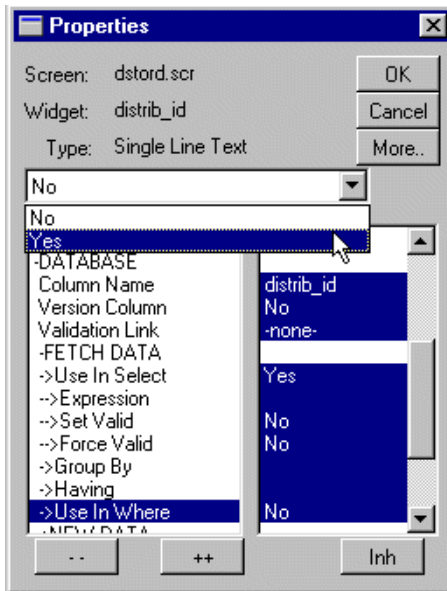 Properties
Screen: dstord.scr OK
Widget: distrib_id Cancel
Type: Single Line Text More..
No
No
Yes
-DATABASE
Column Name distrib_id
Version Column No
Validation Link -none-
-FETCH DATA
->Use In Select Yes
-->Expression
-->Set Valid No
-->Force Valid No
->Group By
->Having
->Use In Where No
-- ++ Inh